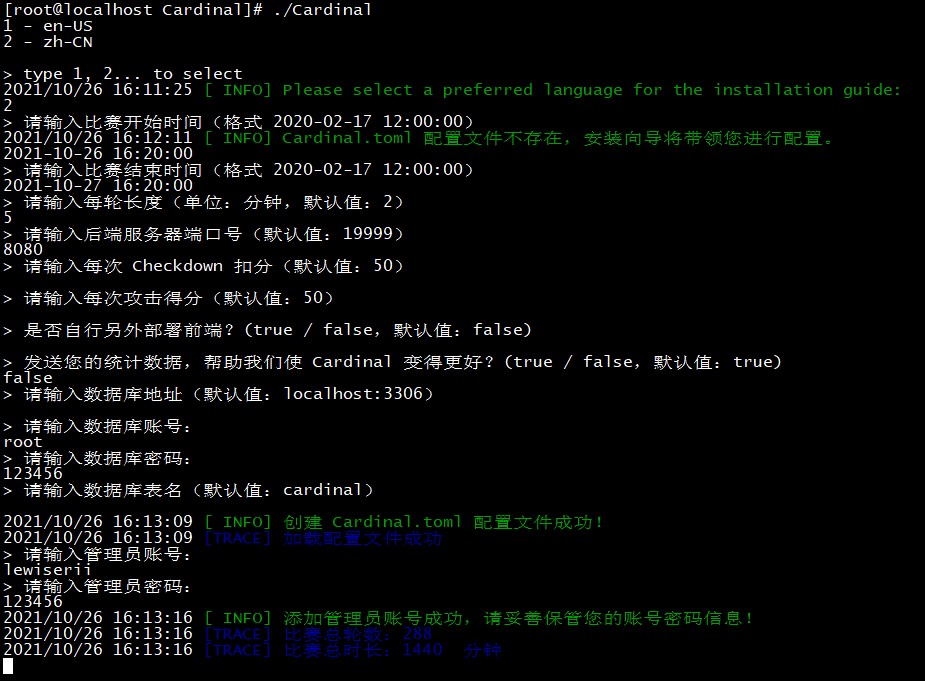 [root@localhost Cardinal]# ./Cardinal
1 - en-US
2 - zh-CN
> type 1, 2... to select
2021/10/26 16:11:25 [ INFO] Please select a preferred language for the installation guide:
2
> 请输入比赛开始时间（格式 2020-02-17 12:00:00）
2021/10/26 16:12:11 [ INFO] Cardinal.toml 配置文件不存在，安装向导将带领您进行配置。
2021-10-26 16:20:00
> 请输入比赛结束时间（格式 2020-02-17 12:00:00）
2021-10-27 16:20:00
> 请输入每轮长度（单位：分钟，默认值：2）
5
> 请输入后端服务器端口号（默认值：19999）
8080
> 请输入每次 Checkdown 扣分（默认值：50）
> 请输入每次攻击得分（默认值：50）
> 是否自行另外部署前端？(true / false，默认值：false)
> 发送您的统计数据，帮助我们使 Cardinal 变得更好？(true / false，默认值：true)
false
> 请输入数据库地址（默认值：localhost:3306）
> 请输入数据库账号：
root
> 请输入数据库密码：
123456
> 请输入数据库表名（默认值：cardinal）
2021/10/26 16:13:09 [ INFO] 创建 Cardinal.toml 配置文件成功！
2021/10/26 16:13:09 [TRACE] 加载配置文件成功
> 请输入管理员账号：
lewiserii
> 请输入管理员密码：
123456
2021/10/26 16:13:16 [ INFO] 添加管理员账号成功，请妥善保管您的账号密码信息！
2021/10/26 16:13:16 [TRACE] 比赛总轮数：288
2021/10/26 16:13:16 [TRACE] 比赛总时长：1440 分钟